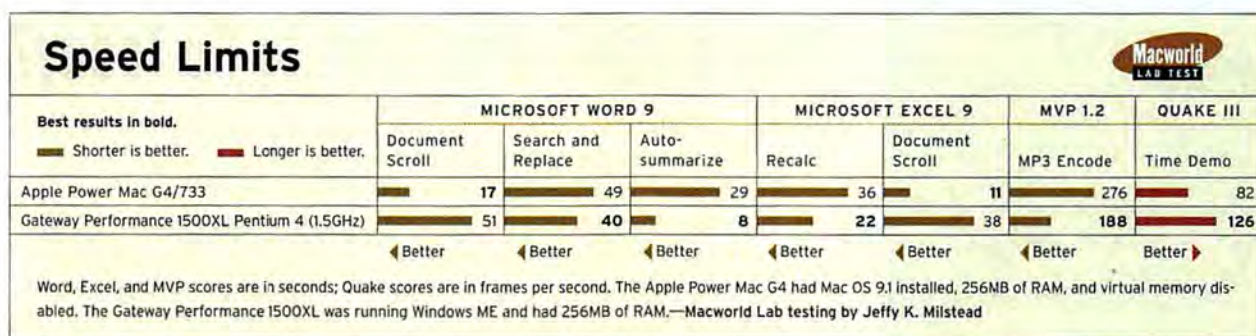 Speed Limits
Macworld
LAB TEST
Best results in bold.
Shorter is better. Longer is better.
MICROSOFT WORD 9 MICROSOFT EXCEL 9 MVP 1.2 QUAKE III
Document Scroll Search and Replace Auto-summarize Recalc Document Scroll MP3 Encode Time Demo
Apple Power Mac G4/733 17 49 29 36 11 276 82
Gateway Performance 1500XL Pentium 4 (1.5GHz) 51 40 8 22 38 188 126
Better Better Better Better Better Better Better
Word, Excel, and MVP scores are in seconds; Quake scores are in frames per second. The Apple Power Mac G4 had Mac OS 9.1 installed, 256MB of RAM, and virtual memory dis-
abled. The Gateway Performance 1500XL was running Windows ME and had 256MB of RAM.—Macworld Lab testing by Jeffy K. Milstead